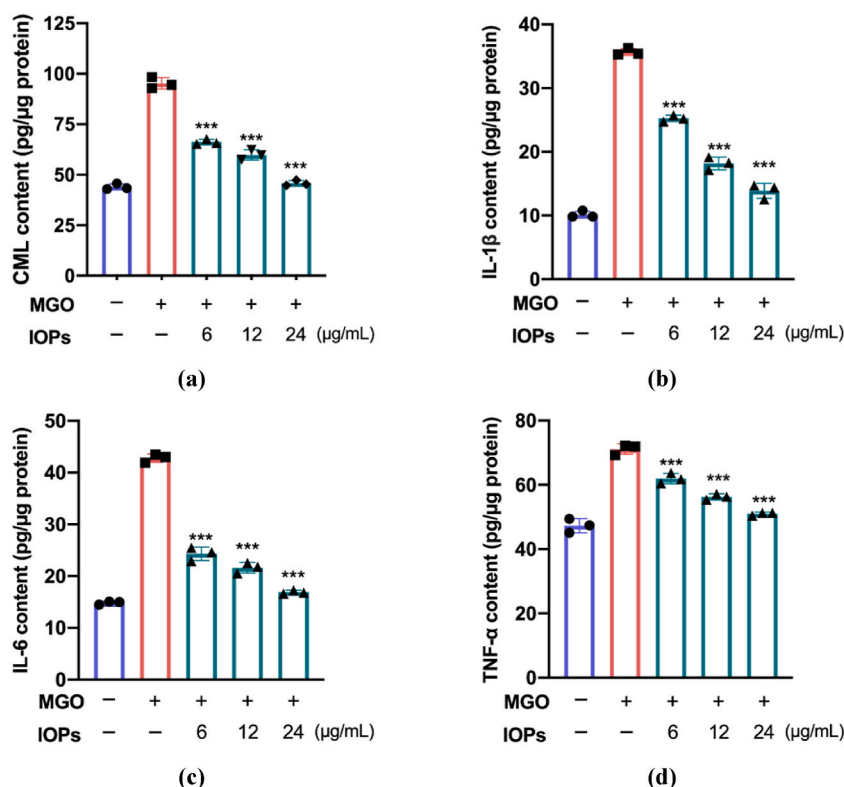 (a)
CML content (pg/µg protein)
125
100
75
50
25
0
*** *** ***
MGO − + + + +
IOPs − − 6 12 24 (µg/mL)
(b)
IL-1β content (pg/µg protein)
40
30
20
10
0
*** *** ***
MGO − + + + +
IOPs − − 6 12 24 (µg/mL)
(c)
IL-6 content (pg/µg protein)
50
40
30
20
10
0
*** *** ***
MGO − + + + +
IOPs − − 6 12 24 (µg/mL)
(d)
TNF-α content (pg/µg protein)
80
60
40
20
0
*** *** ***
MGO − + + + +
IOPs − − 6 12 24 (µg/mL)